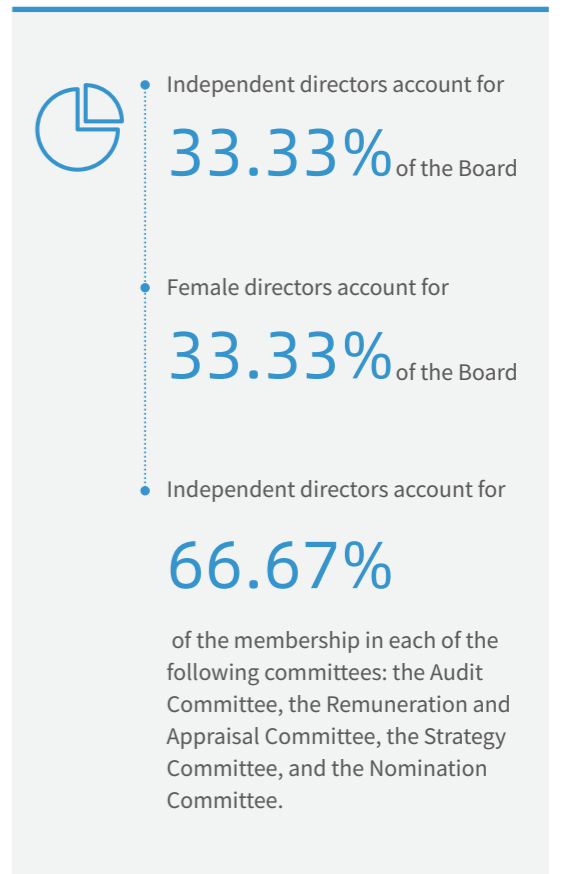 Independent directors account for
33.33% of the Board
Female directors account for
33.33% of the Board
Independent directors account for
66.67%
of the membership in each of the
following committees: the Audit
Committee, the Remuneration and
Appraisal Committee, the Strategy
Committee, and the Nomination
Committee.